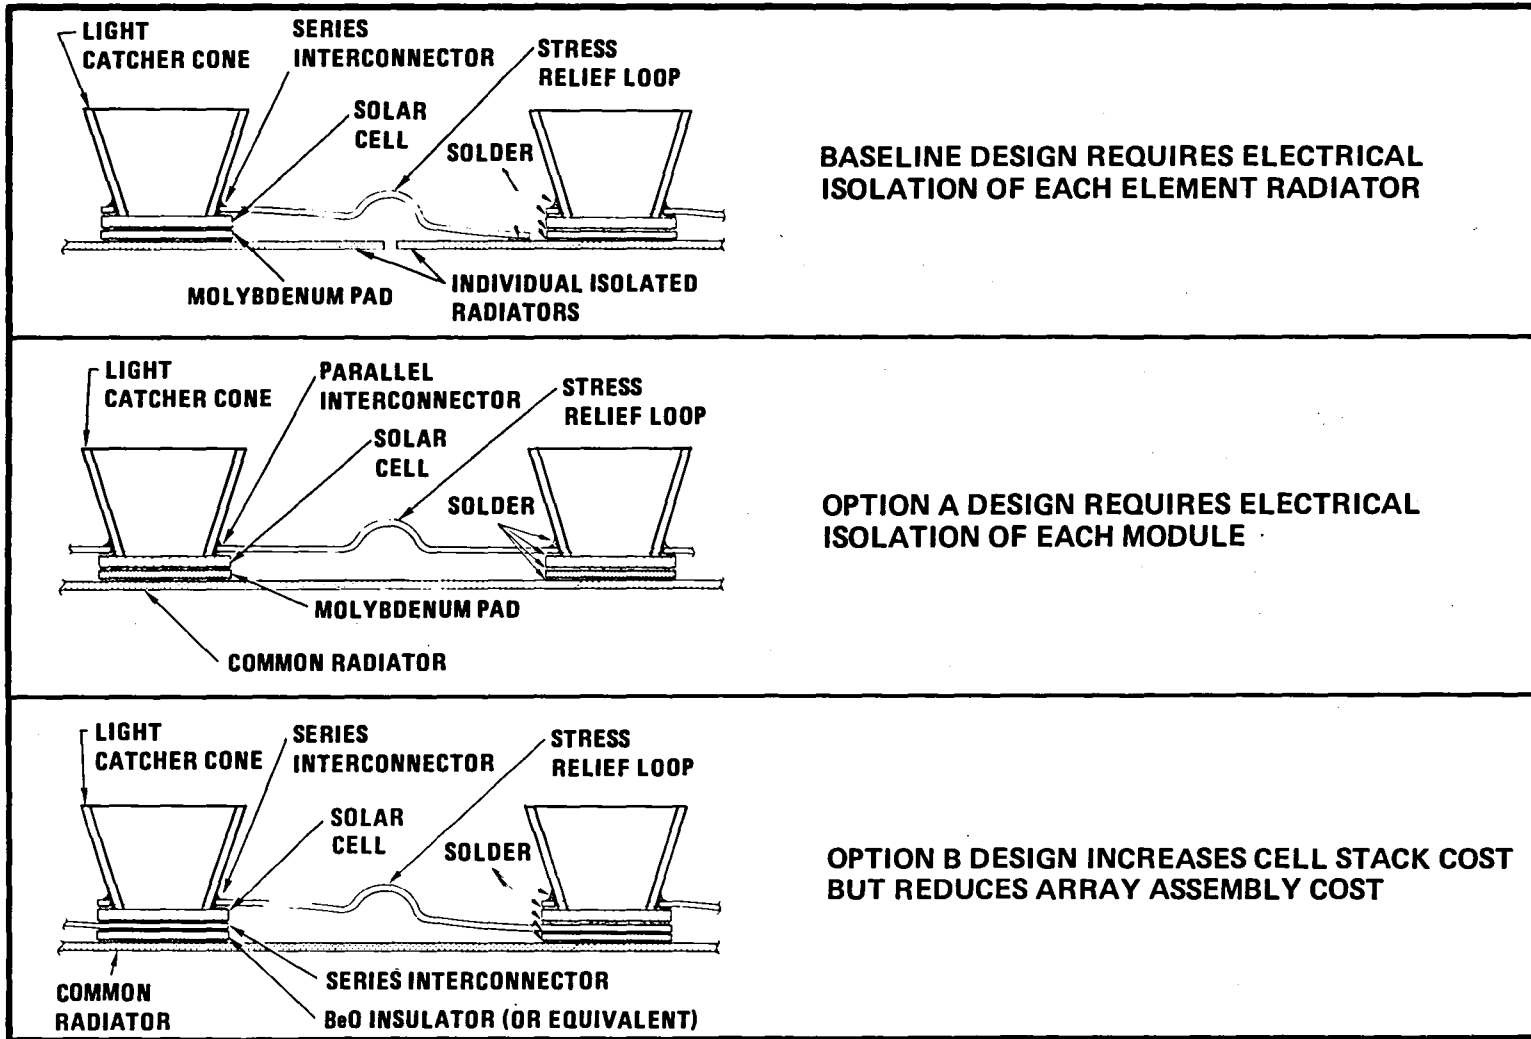 LIGHT
CATCHER CONE
SERIES
INTERCONNECTOR
STRESS
RELIEF LOOP
SOLAR
CELL
SOLDER
MOLYBDENUM PAD
INDIVIDUAL ISOLATED
RADIATORS
BASELINE DESIGN REQUIRES ELECTRICAL
ISOLATION OF EACH ELEMENT RADIATOR
LIGHT
CATCHER CONE
PARALLEL
INTERCONNECTOR
STRESS
RELIEF LOOP
SOLAR
CELL
SOLDER
MOLYBDENUM PAD
COMMON RADIATOR
OPTION A DESIGN REQUIRES ELECTRICAL
ISOLATION OF EACH MODULE
LIGHT
CATCHER CONE
SERIES
INTERCONNECTOR
STRESS
RELIEF LOOP
SOLAR
CELL
SOLDER
COMMON
RADIATOR
SERIES INTERCONNECTOR
BeO INSULATOR (OR EQUIVALENT)
OPTION B DESIGN INCREASES CELL STACK COST
BUT REDUCES ARRAY ASSEMBLY COST